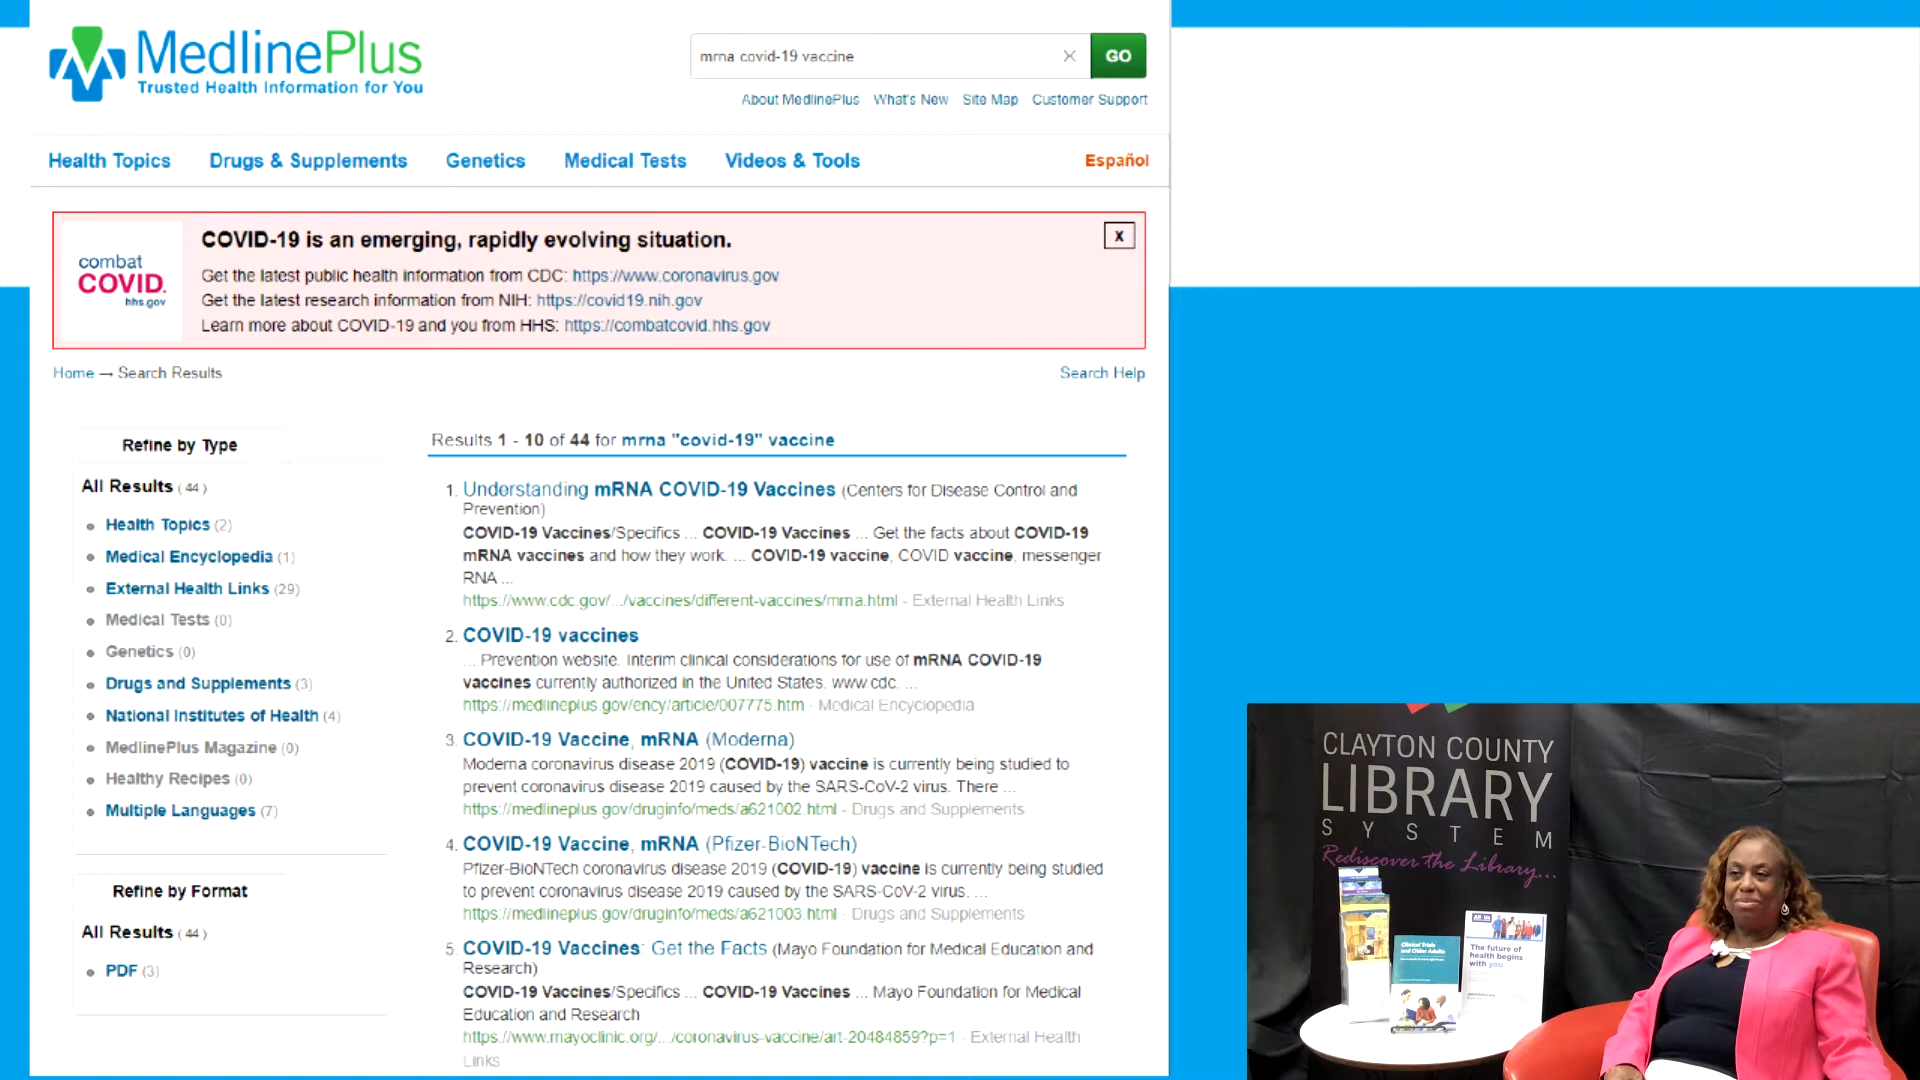 MedlinePlus
Trusted Health Information for You
mrna covid-19 vaccine
GO
About MedlinePlus What's New Site Map Customer Support
Health Topics Drugs & Supplements Genetics Medical Tests Videos & Tools Español
combat
COVID.
hhs.gov
COVID-19 is an emerging, rapidly evolving situation.
X
Get the latest public health information from CDC: https://www.coronavirus.gov
Get the latest research information from NIH: https://covid19.nih.gov
Learn more about COVID-19 and you from HHS: https://combatcovid.hhs.gov
Home → Search Results
Search Help
Refine by Type
All Results (44)
Health Topics (2)
Medical Encyclopedia (1)
External Health Links (29)
Medical Tests (0)
Genetics (0)
Drugs and Supplements (3)
National Institutes of Health (4)
MedlinePlus Magazine (0)
Healthy Recipes (0)
Multiple Languages (7)
Refine by Format
All Results (44)
PDF (3)
Results 1 - 10 of 44 for mrna "covid-19" vaccine
1. Understanding mRNA COVID-19 Vaccines (Centers for Disease Control and
Prevention)
COVID-19 Vaccines/Specifics ... COVID-19 Vaccines ... Get the facts about COVID-19
mRNA vaccines and how they work. ... COVID-19 vaccine, COVID vaccine, messenger
RNA ...
https://www.cdc.gov/.../vaccines/different-vaccines/mrna.html - External Health Links
2. COVID-19 vaccines
... Prevention website. Interim clinical considerations for use of mRNA COVID-19
vaccines currently authorized in the United States. www.cdc. ...
https://medlineplus.gov/ency/article/007775.htm - Medical Encyclopedia
3. COVID-19 Vaccine, mRNA (Moderna)
Moderna coronavirus disease 2019 (COVID-19) vaccine is currently being studied to
prevent coronavirus disease 2019 caused by the SARS-CoV-2 virus. There ...
https://medlineplus.gov/druginfo/meds/a621002.html - Drugs and Supplements
4. COVID-19 Vaccine, mRNA (Pfizer-BioNTech)
Pfizer-BioNTech coronavirus disease 2019 (COVID-19) vaccine is currently being studied
to prevent coronavirus disease 2019 caused by the SARS-CoV-2 virus. ...
https://medlineplus.gov/druginfo/meds/a621003.html - Drugs and Supplements
5. COVID-19 Vaccines: Get the Facts (Mayo Foundation for Medical Education and
Research)
COVID-19 Vaccines/Specifics ... COVID-19 Vaccines ... Mayo Foundation for Medical
Education and Research
https://www.mayoclinic.org/.../coronavirus-vaccine/art-20484859?p=1 - External Health
Links
CLAYTON COUNTY
LIBRARY
SYSTEM
Rediscover the Library...
Clinical Trials
and Older Adults
The future of
health begins
with you